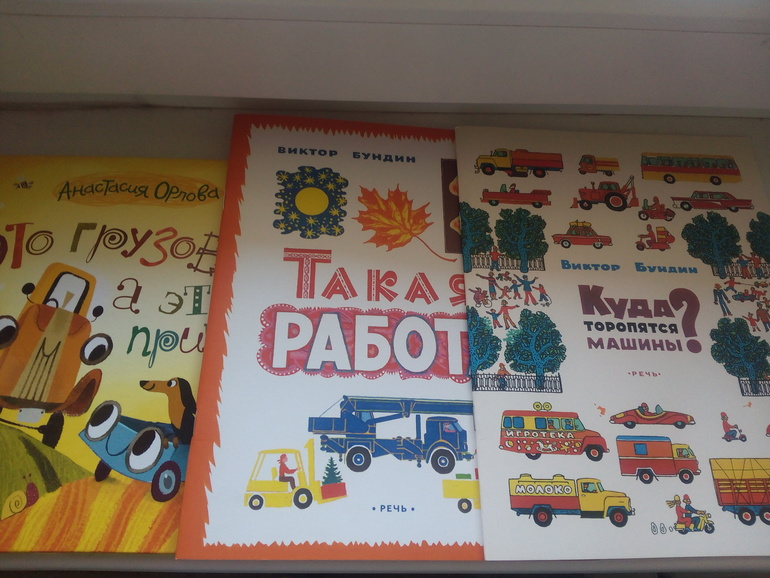 Анастасия Орлова
это грузов
а эт
при
ВИКТОР БУНДИН
ТАКАЯ
РАБОТ
· РЕЧЬ ·
ВИКТОР БУНДИН
Куда
ТОРОПЯТСЯ
МАШИНЫ?
· РЕЧЬ ·
ИГРОТЕКА
МОЛОКО